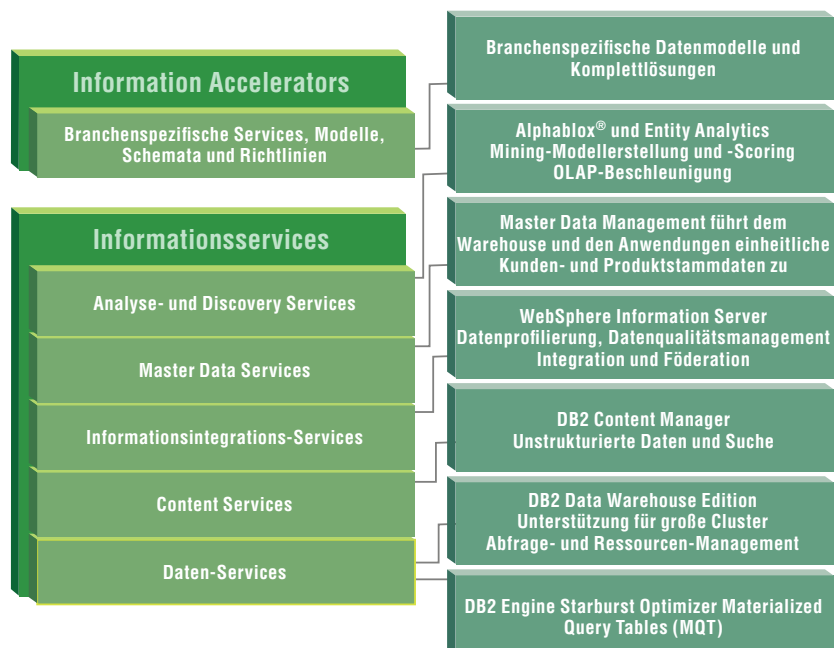 Information Accelerators
Branchenspezifische Services, Modelle,
Schemata und Richtlinien
Informationsservices
Analyse- und Discovery Services
Master Data Services
Informationsintegrations-Services
Content Services
Daten-Services
Branchenspezifische Datenmodelle und
Komplettlösungen
Alphablox® und Entity Analytics
Mining-Modellerstellung und -Scoring
OLAP-Beschleunigung
Master Data Management führt dem
Warehouse und den Anwendungen einheitliche
Kunden- und Produktstammdaten zu
WebSphere Information Server
Datenprofilierung, Datenqualitätsmanagement
Integration und Föderation
DB2 Content Manager
Unstrukturierte Daten und Suche
DB2 Data Warehouse Edition
Unterstützung für große Cluster
Abfrage- und Ressourcen-Management
DB2 Engine Starburst Optimizer Materialized
Query Tables (MQT)